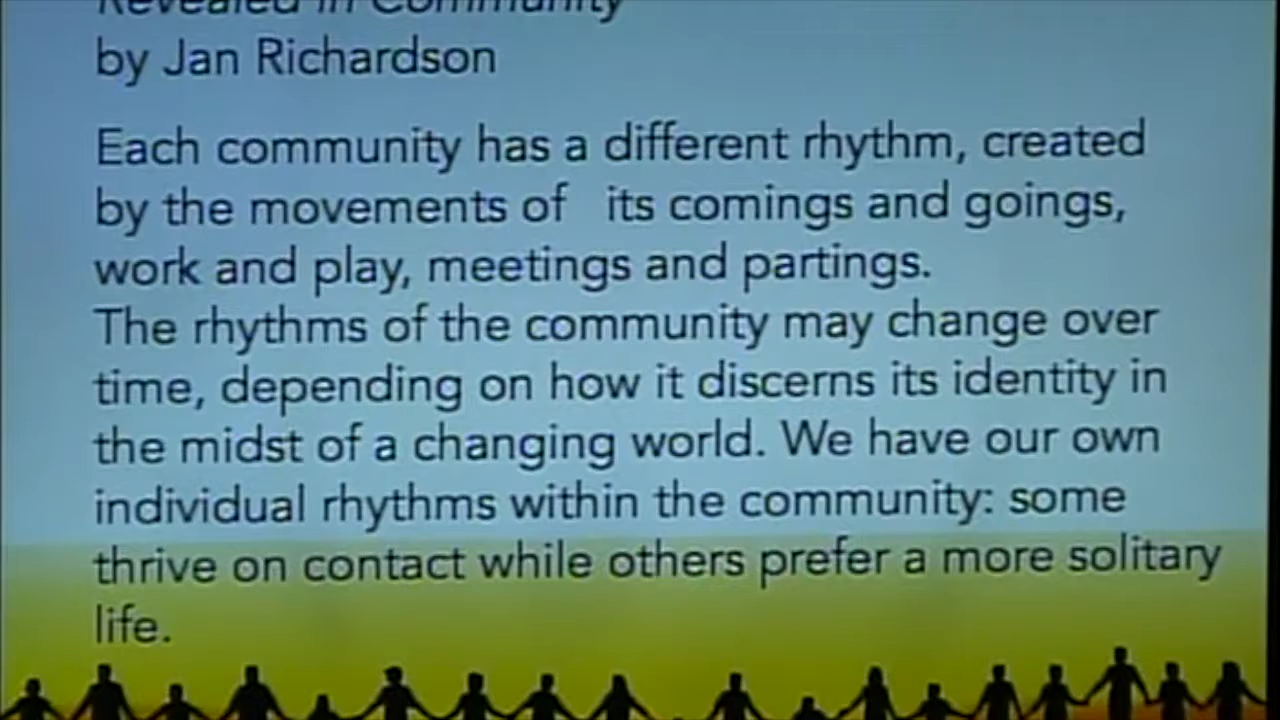 Revealed in Community
by Jan Richardson
Each community has a different rhythm, created
by the movements of its comings and goings,
work and play, meetings and partings.
The rhythms of the community may change over
time, depending on how it discerns its identity in
the midst of a changing world. We have our own
individual rhythms within the community: some
thrive on contact while others prefer a more solitary
life.